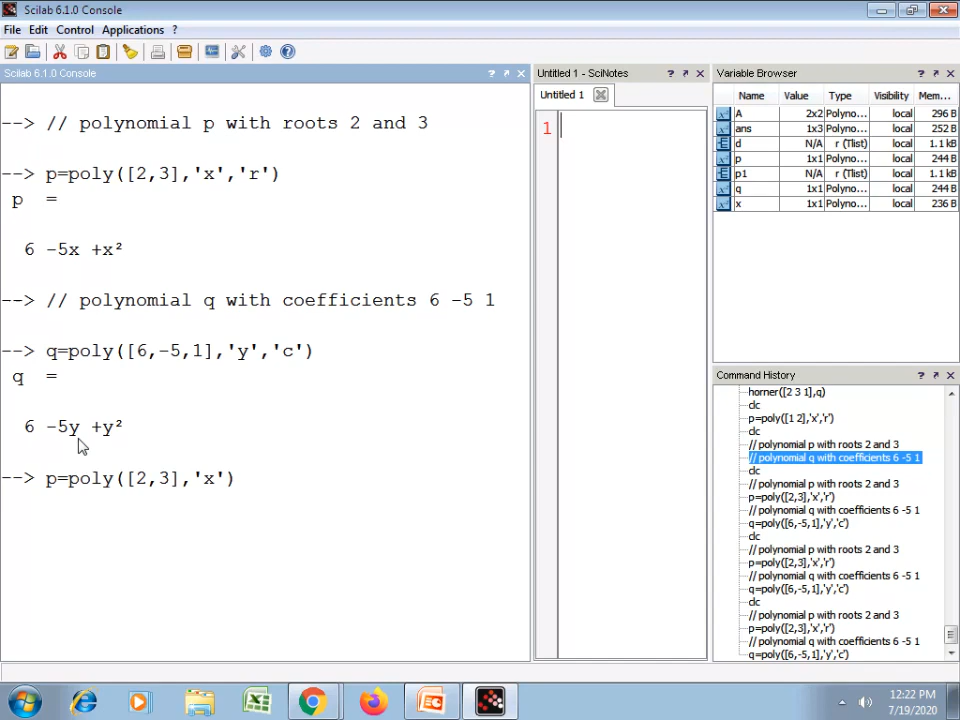 Scilab 6.1.0 Console
File Edit Control Applications ?
Scilab 6.1.0 Console ? ↗ ✕
--> // polynomial p with roots 2 and 3
--> p=poly([2,3],'x','r')
p =
6 -5x +x²
--> // polynomial q with coefficients 6 -5 1
--> q=poly([6,-5,1],'y','c')
q =
6 -5y +y²
--> p=poly([2,3],'x')
Untitled 1 - SciNotes
Untitled 1
1
Variable Browser
Name Value Type Visibility Mem...
A 2x2 Polyno... local 296 B
ans 1x3 Polyno... local 252 B
d N/A r (Tlist) local 1.1 kB
p 1x1 Polyno... local 244 B
p1 N/A r (Tlist) local 1.1 kB
q 1x1 Polyno... local 244 B
x 1x1 Polyno... local 236 B
Command History
horner([2 3 1],q)
clc
p=poly([1 2],'x','r')
clc
// polynomial p with roots 2 and 3
// polynomial q with coefficients 6 -5 1
clc
// polynomial p with roots 2 and 3
p=poly([2,3],'x','r')
// polynomial q with coefficients 6 -5 1
q=poly([6,-5,1],'y','c')
clc
// polynomial p with roots 2 and 3
p=poly([2,3],'x','r')
// polynomial q with coefficients 6 -5 1
q=poly([6,-5,1],'y','c')
clc
// polynomial p with roots 2 and 3
p=poly([2,3],'x','r')
// polynomial q with coefficients 6 -5 1
q=poly([6,-5,1],'y','c')
12:22 PM
7/19/2020